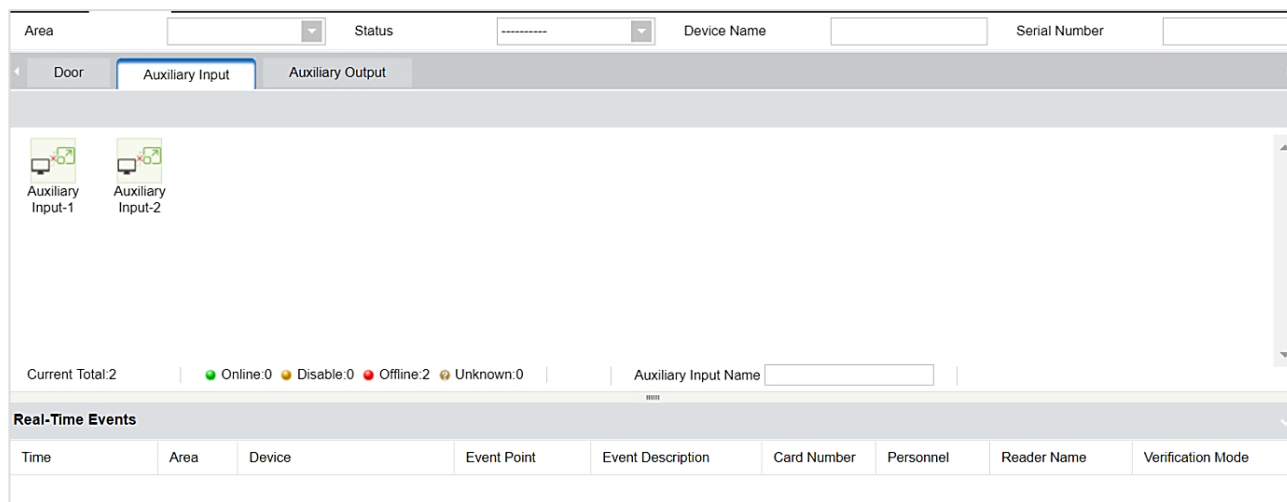 Area Status ---------- Device Name Serial Number
Door Auxiliary Input Auxiliary Output
Auxiliary Input-1
Auxiliary Input-2
Current Total:2 Online:0 Disable:0 Offline:2 Unknown:0 Auxiliary Input Name
Real-Time Events
Time Area Device Event Point Event Description Card Number Personnel Reader Name Verification Mode